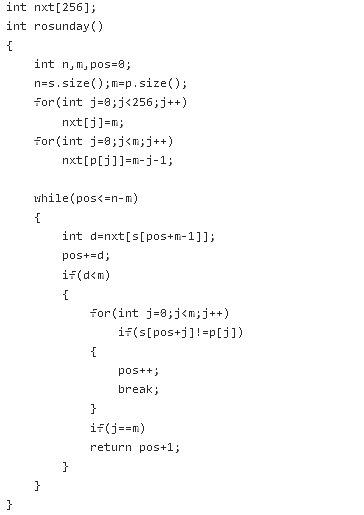 int nxt[256];
int rosunday()
{
    int n,m,pos=0;
    n=s.size();m=p.size();
    for(int j=0;j<256;j++)
        nxt[j]=m;
    for(int j=0;j<m;j++)
        nxt[p[j]]=m-j-1;

    while(pos<=n-m)
    {
        int d=nxt[s[pos+m-1]];
        pos+=d;
        if(d<m)
        {
            for(int j=0;j<m;j++)
                if(s[pos+j]!=p[j])
            {
                pos++;
                break;
            }
            if(j==m)
            return pos+1;
        }
    }
}